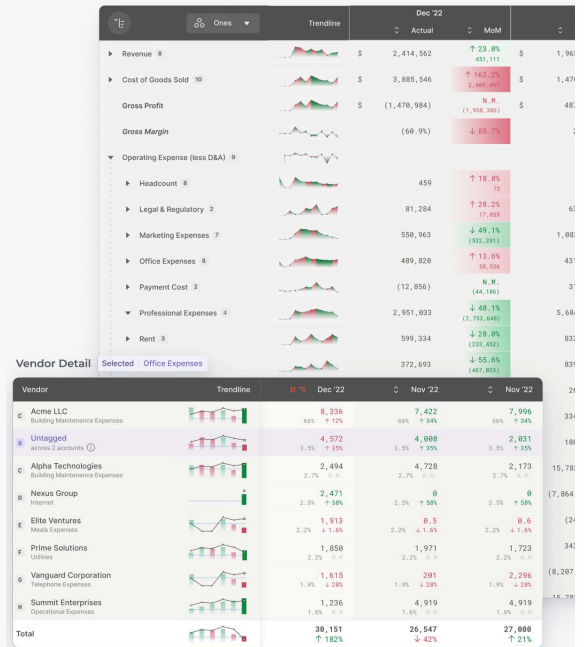 Dec '22
Ones Trendline Actual MoM
Revenue 8 $ 2,414,562 ↑ 23.0% $
451,111
Cost of Goods Sold 10 $ 3,885,546 ↑ 163.2% $
2,409,497
Gross Profit $ (1,470,984) N.M. $
(1,958,386)
Gross Margin (60.9%) ↓ 85.7%
Operating Expense (less D&A) 9
Headcount 8 459 ↑ 18.8%
73
Legal & Regulatory 2 81,284 ↑ 28.2%
17,859
Marketing Expenses 7 550,963 ↓ 49.1%
(532,281)
Office Expenses 8 489,820 ↑ 13.6%
Payment Cost 2 (12,856) N.M.
(44,186)
Professional Expenses 4 2,951,033 ↓ 48.1%
(2,733,648)
Rent 3 599,334 ↓ 28.0%
(233,452)
372,693 ↓ 55.6%
(467,053)
Vendor Detail Selected Office Expenses
Vendor Trendline Dec '22 Nov '22 Nov '22
C Acme LLC 8,336 7,422 7,996
Building Maintenance Expenses 66% ↑ 12% 66% ↑ 34% 66% ↑ 34%
B Untagged 4,572 4,008 2,031
across 2 accounts 3.5% ↑ 35% 3.5% ↑ 35% 3.5% ↑ 35%
C Alpha Technologies 2,494 4,728 2,173
Building Maintenance Expenses 2.7% N.M. 2.7% N.M. 2.7% N.M.
D Nexus Group 2,471 0 0
Internet 2.5% ↑ 58% 2.5% ↑ 58% 2.5% ↑ 58%
E Elite Ventures 1,913 0.5 0.6
Meals Expenses 2.2% ↓ 1.6% 2.2% ↓ 1.6% 2.2% ↓ 1.6%
F Prime Solutions 1,850 1,971 1,723
Utilities 2.2% N.M. 2.2% N.M. 2.2% N.M.
G Vanguard Corporation 1,615 201 2,296
Telephone Expenses 1.9% ↓ 28% 1.9% ↓ 28% 1.9% ↓ 28%
H Summit Enterprises 1,236 4,919 4,919
Operational Expenses 1.6% N.M. 1.6% N.M. 1.6% N.M.
Total 30,151 26,547 27,080
↑ 182% ↓ 42% ↑ 21%